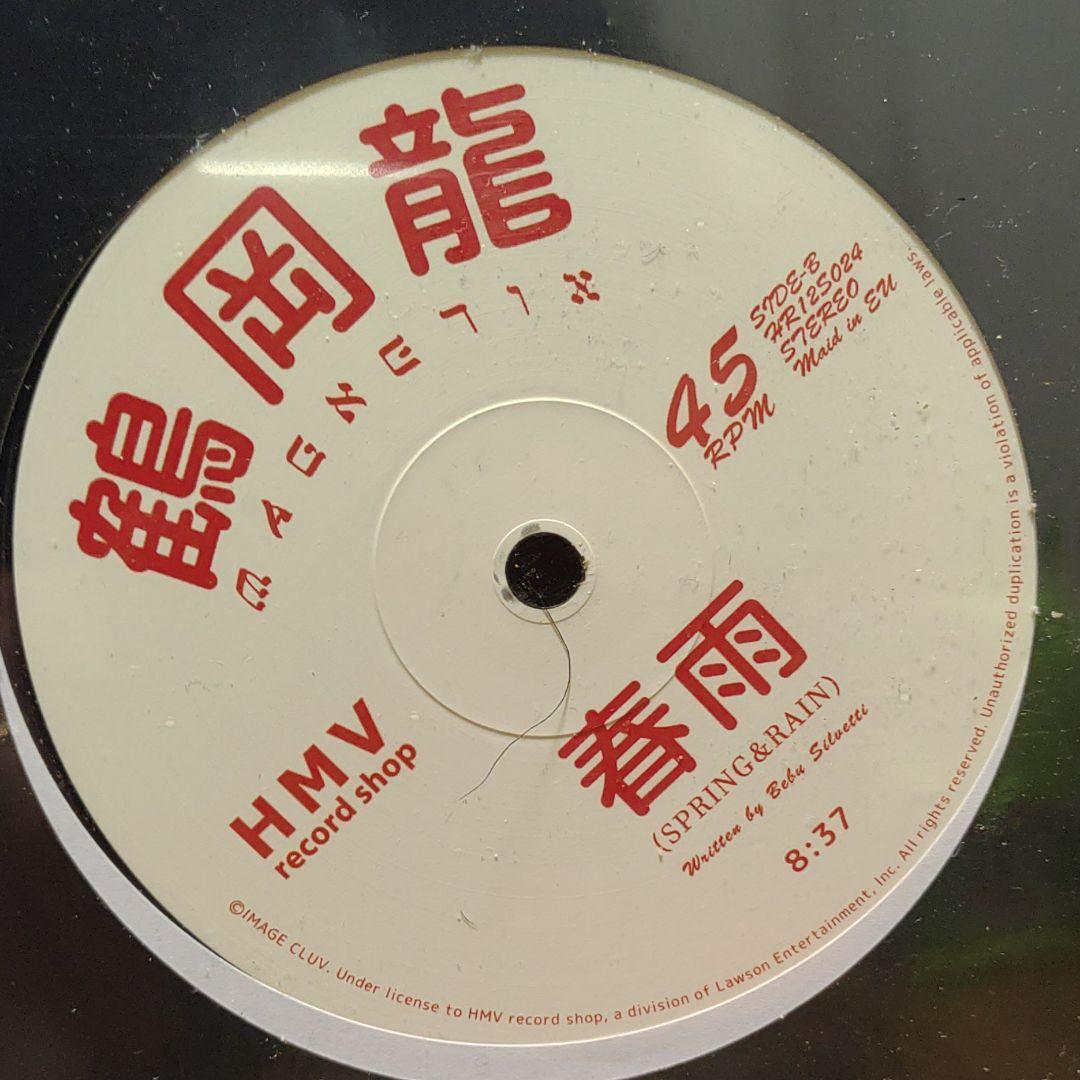 鶴岡龍
MAGNETIX
45
RPM
SIDE-B
HR12S024
STEREO
Maid in EU
HMV
record shop
春雨
(SPRING&RAIN)
Written by Bebu Silvetti
8:37
©IMAGE CLUV. Under license to HMV record shop, a division of Lawson Entertainment, Inc. All rights reserved. Unauthorized duplication is a violation of applicable laws.